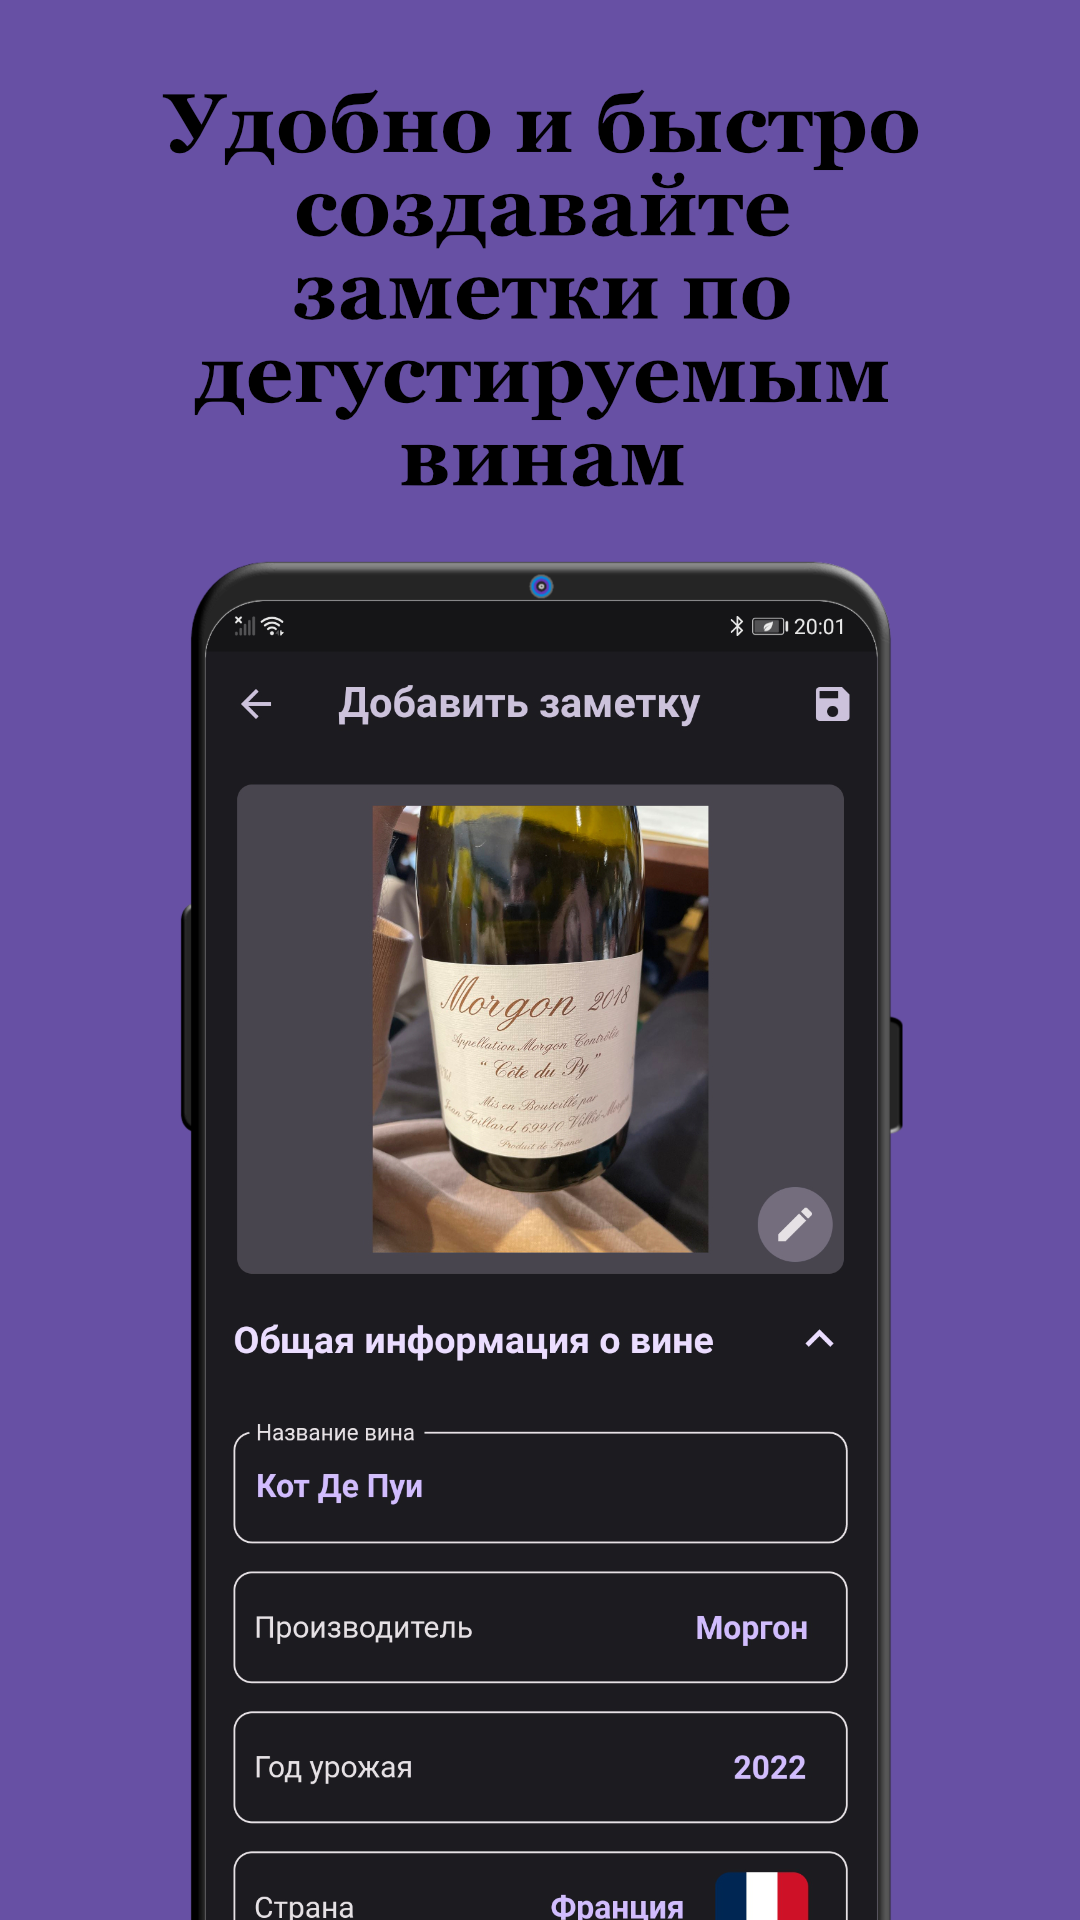 Удобно и быстро
создавайте
заметки по
дегустируемым
винам
20:01
Добавить заметку
Morgon 2018
Appellation Morgon Contrôlée
“ Côte du Py ”
Mis en Bouteille par
Jean Foillard, 69910 Villié-Morgon
Produit de France
Общая информация о вине
Название вина
Кот Де Пуи
Производитель Моргон
Год урожая 2022
Страна Франция